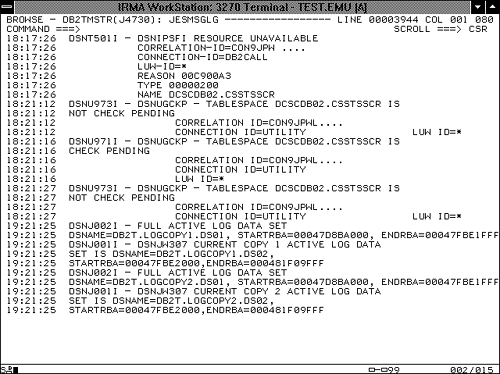 IRMA WorkStation: 3270 Terminal - TEST.EMU [A]
BROWSE - DB2TMSTR(J4730): JESMSGLG ----------------- LINE 00003944 COL 001 080
COMMAND ===> SCROLL ===> CSR
18:17:26 DSNT501I - DSNIPSFI RESOURCE UNAVAILABLE
18:17:26 CORRELATION-ID=CON9JPW ....
18:17:26 CONNECTION-ID=DB2CALL
18:17:26 LUW-ID=*
18:17:26 REASON 00C900A3
18:17:26 TYPE 00000200
18:17:26 NAME DCSCDB02.CSSTSSCR
18:21:12 DSNU973I - DSNUGCKP - TABLESPACE DCSCDB02.CSSTSSCR IS
NOT CHECK PENDING
18:21:12 CORRELATION ID=CON9JPWL....
18:21:12 CONNECTION ID=UTILITY LUW ID=*
18:21:16 DSNU971I - DSNUGCKP - TABLESPACE DCSCDB02.CSSTSSCR IS
CHECK PENDING
18:21:16 CORRELATION ID=CON9JPWL....
18:21:16 CONNECTION ID=UTILITY
18:21:16 LUW ID=*
18:21:27 DSNU973I - DSNUGCKP - TABLESPACE DCSCDB02.CSSTSSCR IS
18:21:27 NOT CHECK PENDING
18:21:27 CORRELATION ID=CON9JPWL....
18:21:27 CONNECTION ID=UTILITY LUW ID=*
19:21:25 DSNJ002I - FULL ACTIVE LOG DATA SET
19:21:25 DSNAME=DB2T.LOGCOPY1.DS01, STARTRBA=00047D8BA000, ENDRBA=00047FBE1FFF
19:21:25 DSNJ001I - DSNJW307 CURRENT COPY 1 ACTIVE LOG DATA
19:21:25 SET IS DSNAME=DB2T.LOGCOPY1.DS02,
19:21:25 STARTRBA=00047FBE2000,ENDRBA=000481F09FFF
19:21:25 DSNJ002I - FULL ACTIVE LOG DATA SET
19:21:25 DSNAME=DB2T.LOGCOPY2.DS01, STARTRBA=00047D8BA000, ENDRBA=00047FBE1FFF
19:21:25 DSNJ001I - DSNJW307 CURRENT COPY 2 ACTIVE LOG DATA
19:21:25 SET IS DSNAME=DB2T.LOGCOPY2.DS02,
19:21:25 STARTRBA=00047FBE2000,ENDRBA=000481F09FFF
99 002/015